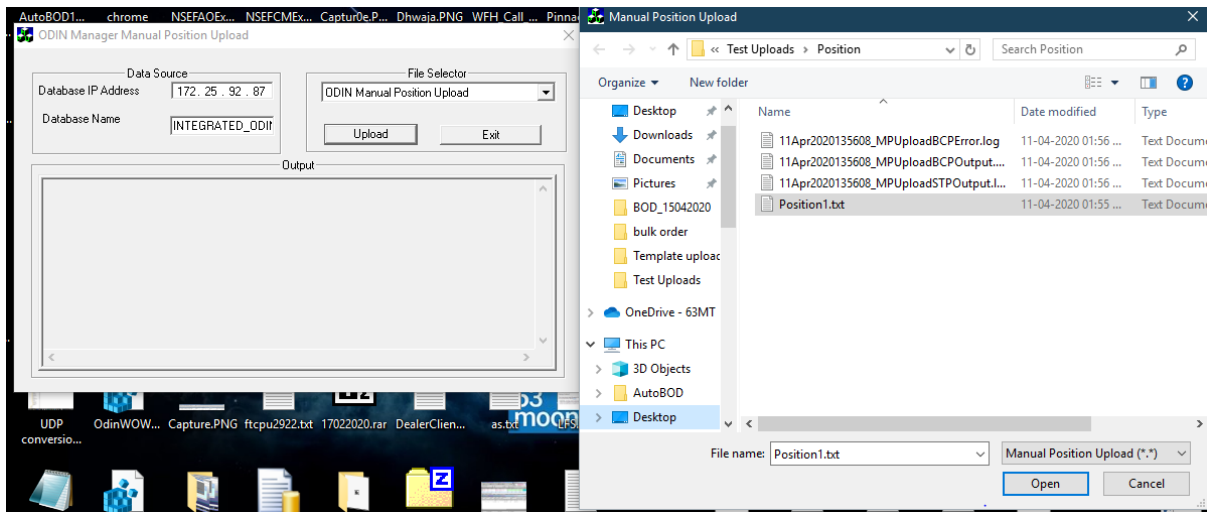 AutoBOD1... chrome NSEFAOEx... NSEFCMEx... Captur0e.P... Dhwaja.PNG WFH_Call_... Pinna
ODIN Manager Manual Position Upload
Data Source
Database IP Address 172 . 25 . 92 . 87
Database Name INTEGRATED_ODIN
File Selector
ODIN Manual Position Upload
Upload Exit
Output
UDP conversio... OdinWOW... Capture.PNG ftcpu2922.txt 17022020.rar DealerClien... as.txt
63
moon
Manual Position Upload
« Test Uploads > Position
Search Position
Organize New folder
Desktop
Downloads
Documents
Pictures
BOD_15042020
bulk order
Template upload
Test Uploads
OneDrive - 63MT
This PC
3D Objects
AutoBOD
Desktop
Name Date modified Type
11Apr2020135608_MPUploadBCPError.log 11-04-2020 01:56 ... Text Docum
11Apr2020135608_MPUploadBCPOutput.... 11-04-2020 01:56 ... Text Docum
11Apr2020135608_MPUploadSTPOutput.l... 11-04-2020 01:56 ... Text Docum
Position1.txt 11-04-2020 01:55 ... Text Docum
File name: Position1.txt
Manual Position Upload (*.*)
Open Cancel